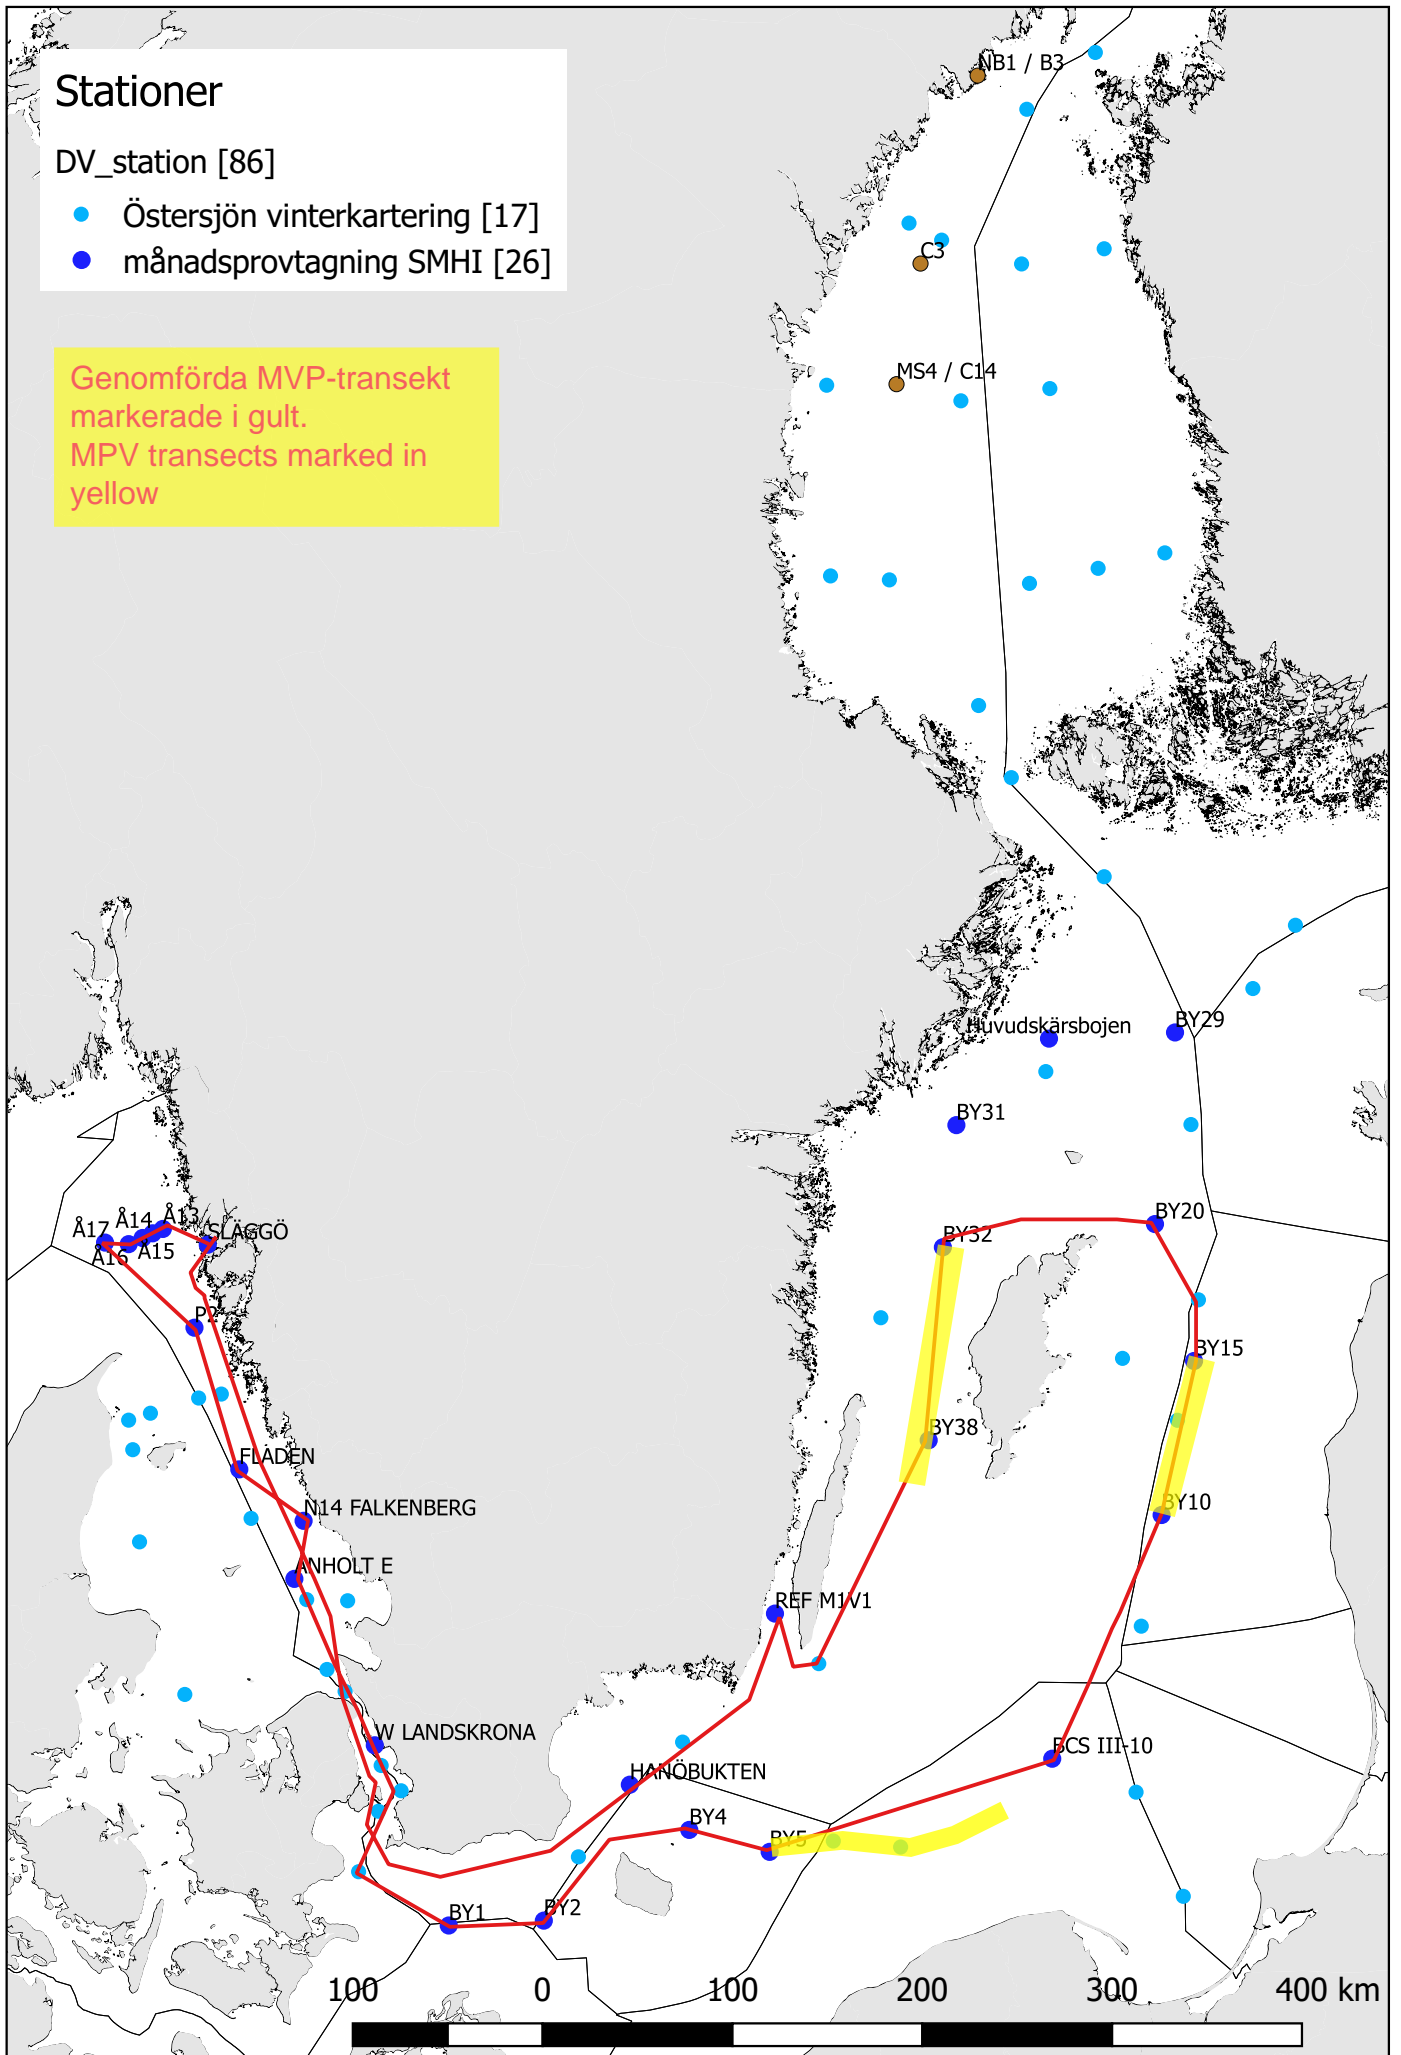 Stationer
DV_station [86]
Östersjön vinterkartering [17]
månadsprovtagning SMHI [26]
Genomförda MVP-transekt
markerade i gult.
MPV transects marked in
yellow
NB1 / B3
C3
MS4 / C14
Huvudskärsbojen
BY29
BY31
BY20
BY32
BY15
BY38
BY10
Å17
Å14
Å13
Å16
Å15
SLÄGGÖ
P2
FLADEN
N14 FALKENBERG
ANHOLT E
REF M1V1
W LANDSKRONA
HANÖBUKTEN
BCS III-10
BY4
BY5
BY1
BY2
100 0 100 200 300 400 km